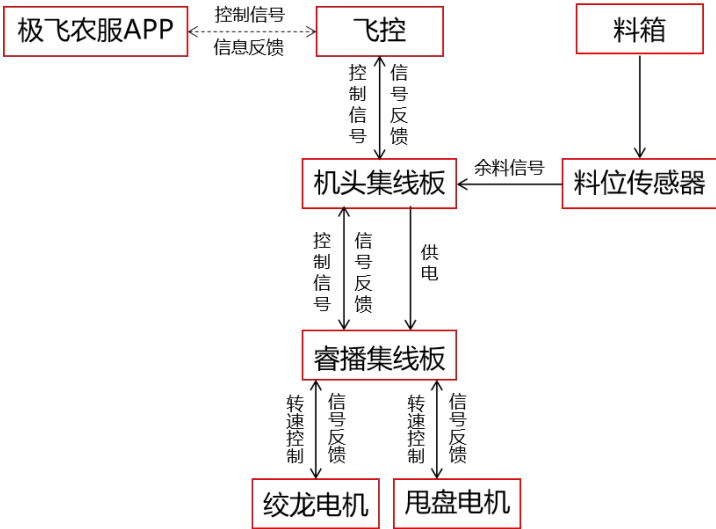 极飞农服APP
控制信号
信息反馈
飞控
料箱
控制信号
信号反馈
机头集线板
余料信号
料位传感器
控制信号
信号反馈
供电
睿播集线板
转速控制
信号反馈
转速控制
信号反馈
绞龙电机
甩盘电机